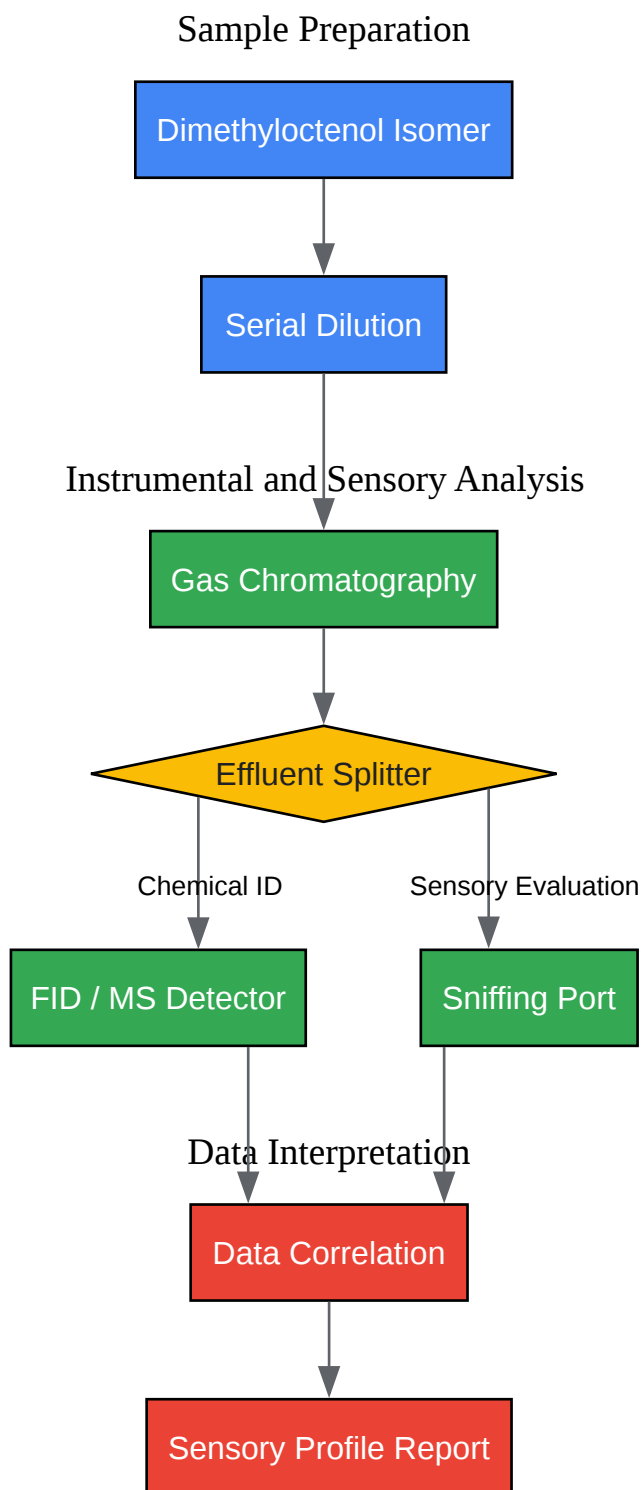 Sample Preparation
Dimethyloctenol Isomer
Serial Dilution
Instrumental and Sensory Analysis
Gas Chromatography
Effluent Splitter
Chemical ID
Sensory Evaluation
FID / MS Detector
Sniffing Port
Data Interpretation
Data Correlation
Sensory Profile Report